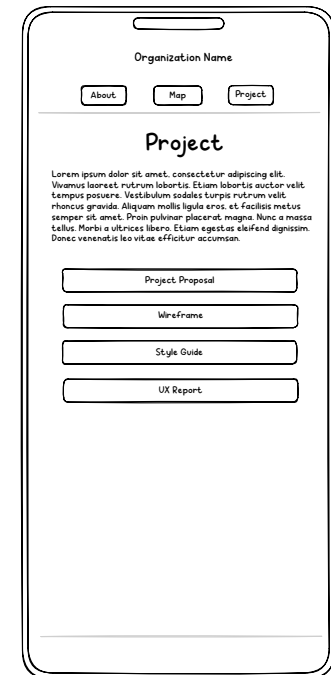 Organization Name
About Map Project
Project
Lorem ipsum dolor sit amet, consectetur adipiscing elit.
Vivamus laoreet rutrum lobortis. Etiam lobortis auctor velit
tempus posuere. Vestibulum sodales turpis rutrum velit
rhoncus gravida. Aliquam mollis ligula eros, et facilisis metus
semper sit amet. Proin pulvinar placerat magna. Nunc a massa
tellus. Morbi a ultrices libero. Etiam egestas eleifend dignissim.
Donec venenatis leo vitae efficitur accumsan.
Project Proposal
Wireframe
Style Guide
UX Report